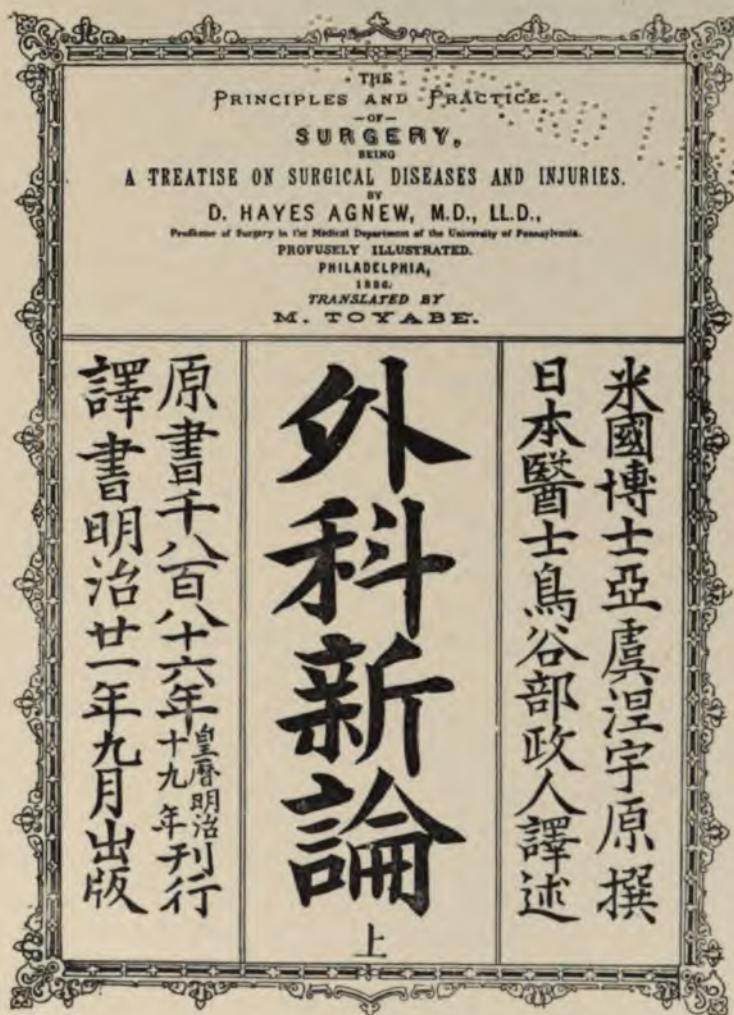 THE
PRINCIPLES AND PRACTICE.
—OF—
SURGERY,
BEING
A TREATISE ON SURGICAL DISEASES AND INJURIES.
BY
D. HAYES AGNEW, M.D., LL.D.,
Professor of Surgery in the Medical Department of the University of Pennsylvania.
PROFUSELY ILLUSTRATED.
PHILADELPHIA,
1886.
TRANSLATED BY
M. TOYABE.
米國博士亞虞涅宇原撰
日本醫士鳥谷部政人譯述
外科新論
上
原書千八百八十六年皇曆明治十九年刊行
譯書明治廿一年九月出版